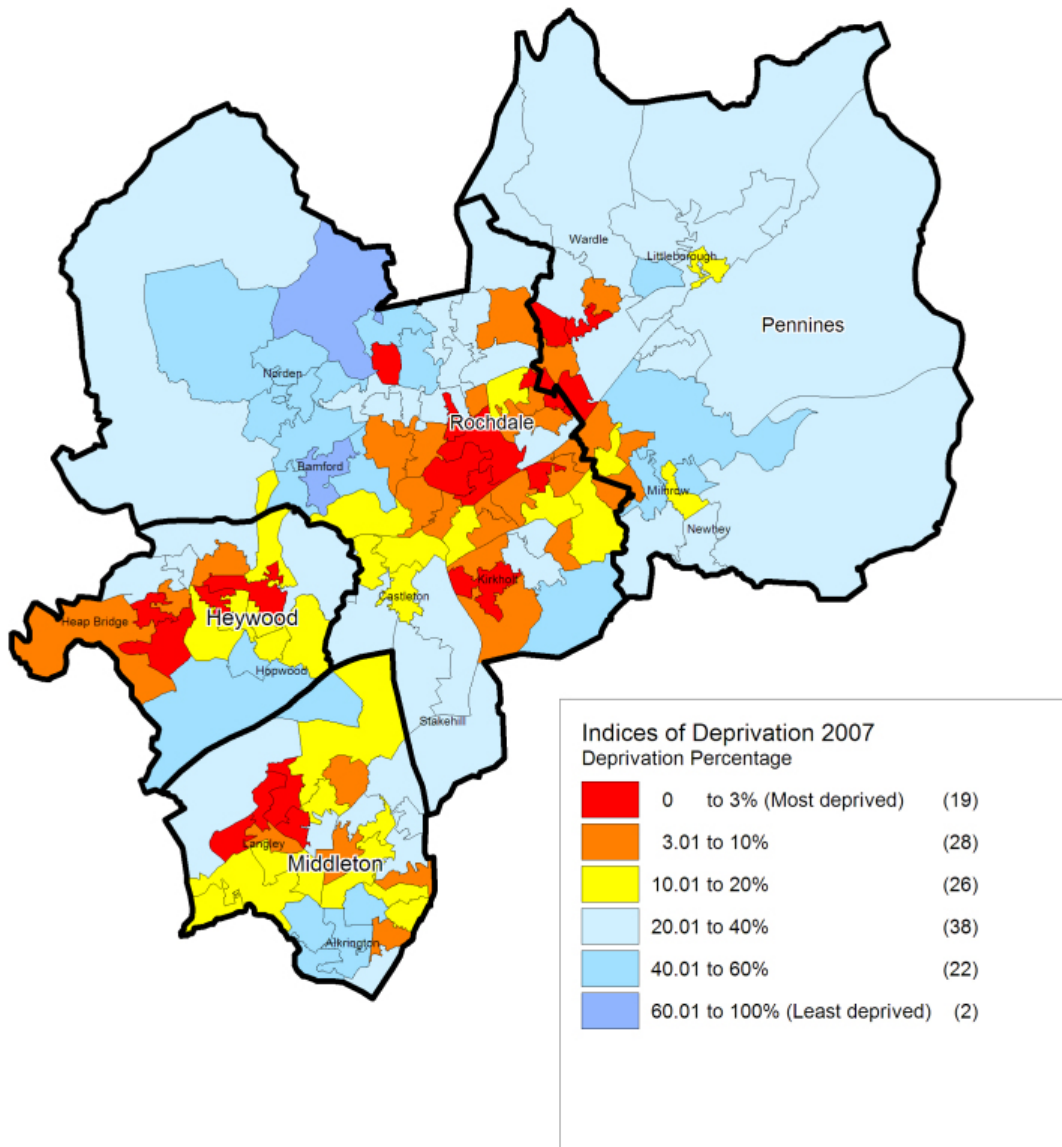 Wardle
Littleborough
Pennines
Norden
Rochdale
Bamford
Milnrow
Newhey
Kirkholt
Castleton
Heap Bridge
Heywood
Hopwood
Stakehill
Langley
Middleton
Alkrington
Indices of Deprivation 2007
Deprivation Percentage
0 to 3% (Most deprived) (19)
3.01 to 10% (28)
10.01 to 20% (26)
20.01 to 40% (38)
40.01 to 60% (22)
60.01 to 100% (Least deprived) (2)